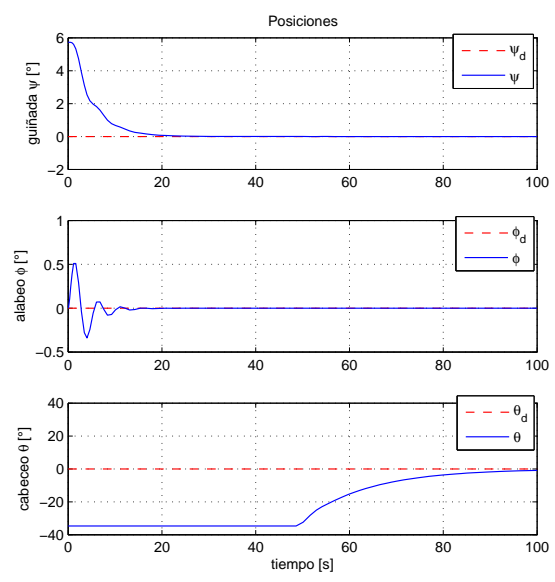 Posiciones
guiñada ψ [°]
6
4
2
0
−2
0 20 40 60 80 100
ψd
ψ
alabeo ϕ [°]
1
0.5
0
−0.5
0 20 40 60 80 100
ϕd
ϕ
cabeceo θ [°]
40
20
0
−20
−40
0 20 40 60 80 100
θd
θ
tiempo [s]